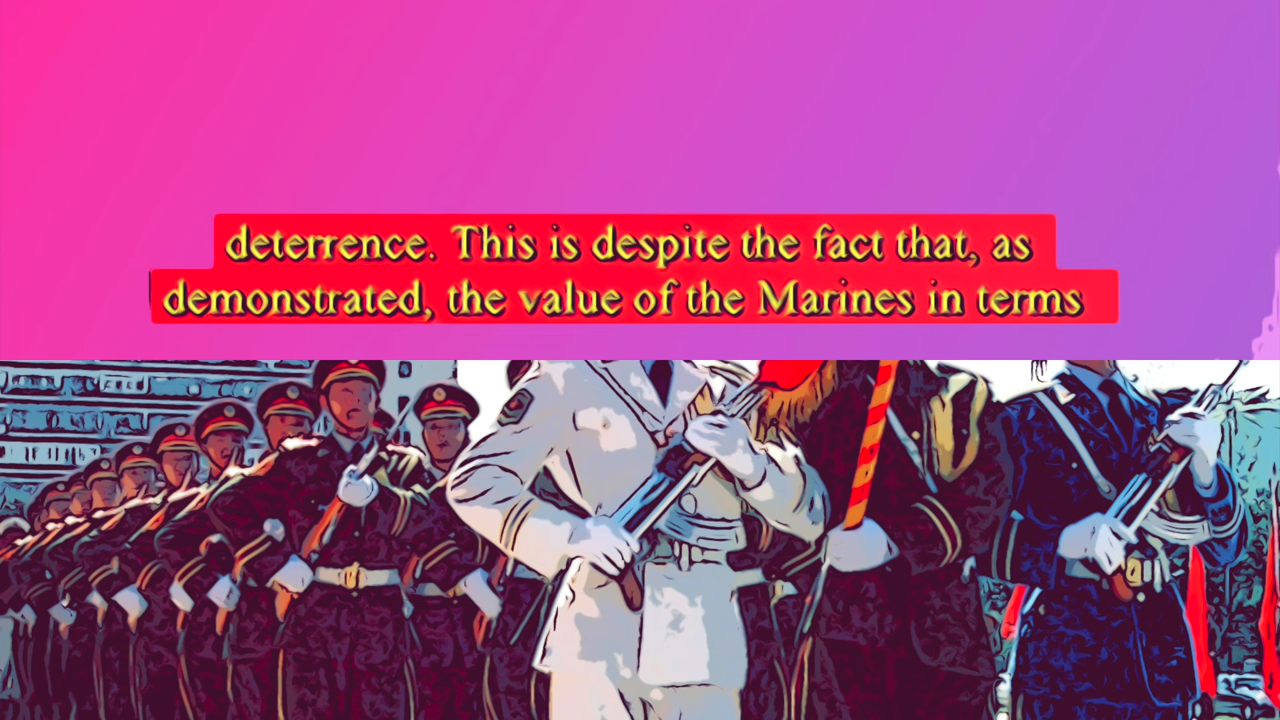 deterrence. This is despite the fact that, as
demonstrated, the value of the Marines in terms